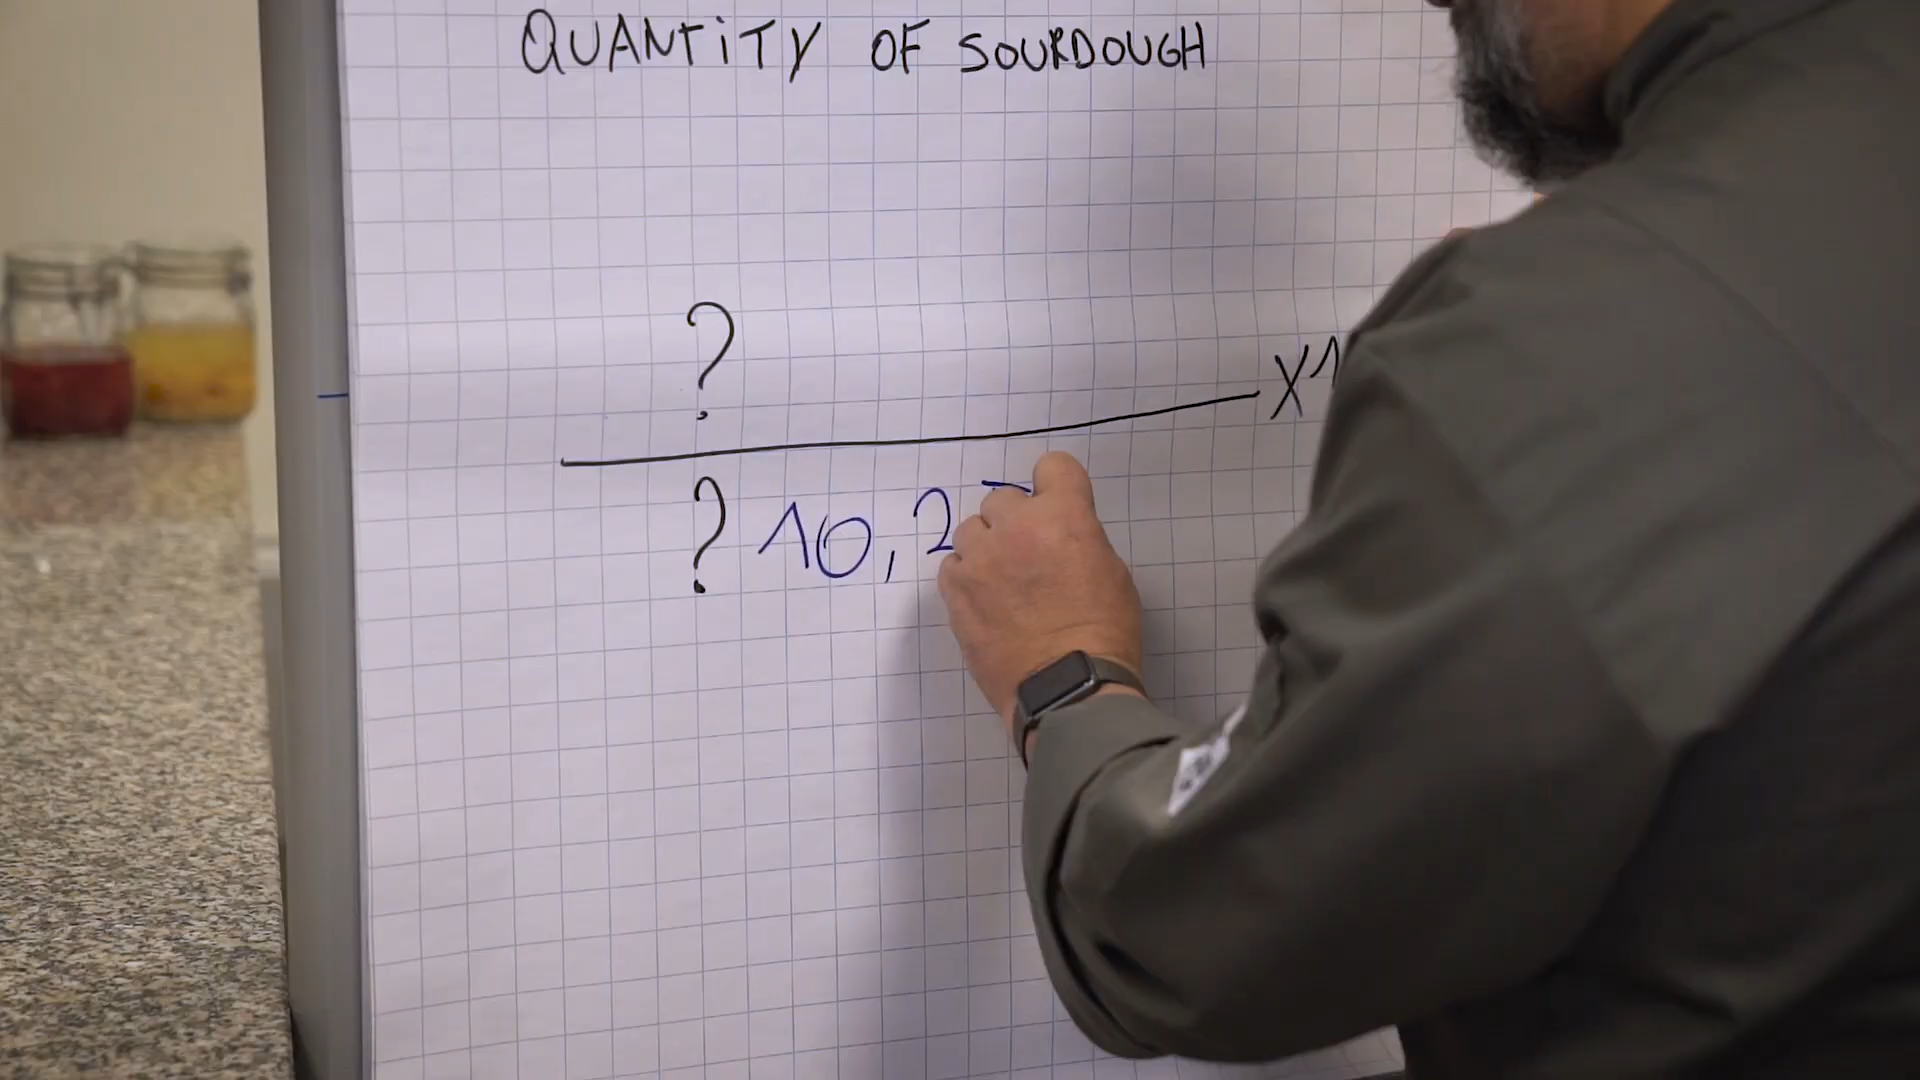 QUANTITY OF SOURDOUGH
?
X1
? 10,2